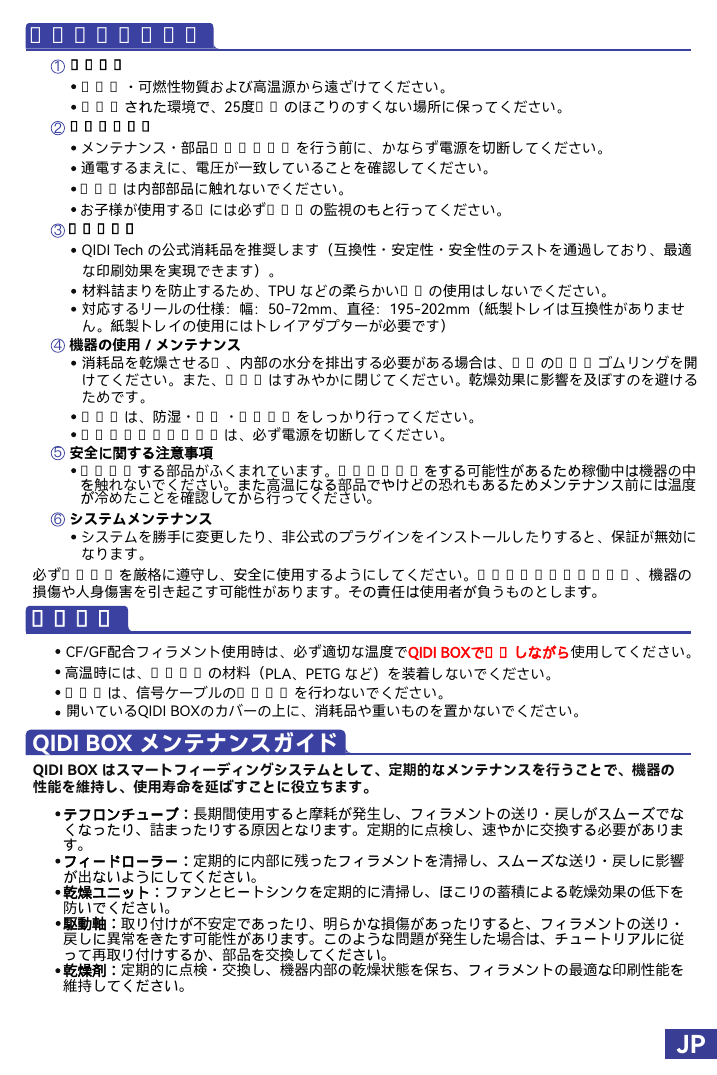 ①
• ・可燃性物質および高温源から遠ざけてください。
• された環境で、25度 のほこりのすくない場所に保ってください。
②
• メンテナンス・部品 を行う前に、かならず電源を切断してください。
• 通電するまえに、電圧が一致していることを確認してください。
• は内部部品に触れないでください。
• お子様が使用する には必ず の監視のもと行ってください。
③
• QIDI Tech の公式消耗品を推奨します（互換性・安定性・安全性のテストを通過しており、最適
な印刷効果を実現できます）。
• 材料詰まりを防止するため、TPU などの柔らかい の使用はしないでください。
• 対応するリールの仕様：幅：50-72mm、直径：195-202mm（紙製トレイは互換性がありませ
ん。紙製トレイの使用にはトレイアダプターが必要です）
④ 機器の使用 / メンテナンス
• 消耗品を乾燥させる 、内部の水分を排出する必要がある場合は、 の ゴムリングを開
けてください。また、 はすみやかに閉じてください。乾燥効果に影響を及ぼすのを避ける
ためです。
• は、防湿・ ・ をしっかり行ってください。
• は、必ず電源を切断してください。
⑤ 安全に関する注意事項
• する部品がふくまれています。 をする可能性があるため稼働中は機器の中
を触れないでください。また高温になる部品でやけどの恐れもあるためメンテナンス前には温度
が冷めたことを確認してから行ってください。
⑥ システムメンテナンス
• システムを勝手に変更したり、非公式のプラグインをインストールしたりすると、保証が無効に
なります。
必ず を厳格に遵守し、安全に使用するようにしてください。 、機器の
損傷や人身傷害を引き起こす可能性があります。その責任は使用者が負うものとします。
• CF/GF配合フィラメント使用時は、必ず適切な温度でQIDI BOXで しながら使用してください。
• 高温時には、 の材料（PLA、PETG など）を装着しないでください。
• は、信号ケーブルの を行わないでください。
• 開いているQIDI BOXのカバーの上に、消耗品や重いものを置かないでください。
QIDI BOX メンテナンスガイド
QIDI BOX はスマートフィーディングシステムとして、定期的なメンテナンスを行うことで、機器の
性能を維持し、使用寿命を延ばすことに役立ちます。
• テフロンチューブ：長期間使用すると摩耗が発生し、フィラメントの送り・戻しがスムーズでな
くなったり、詰まったりする原因となります。定期的に点検し、速やかに交換する必要がありま
す。
• フィードローラー：定期的に内部に残ったフィラメントを清掃し、スムーズな送り・戻しに影響
が出ないようにしてください。
• 乾燥ユニット：ファンとヒートシンクを定期的に清掃し、ほこりの蓄積による乾燥効果の低下を
防いでください。
• 駆動軸：取り付けが不安定であったり、明らかな損傷があったりすると、フィラメントの送り・
戻しに異常をきたす可能性があります。このような問題が発生した場合は、チュートリアルに従
って再取り付けするか、部品を交換してください。
• 乾燥剤：定期的に点検・交換し、機器内部の乾燥状態を保ち、フィラメントの最適な印刷性能を
維持してください。
JP